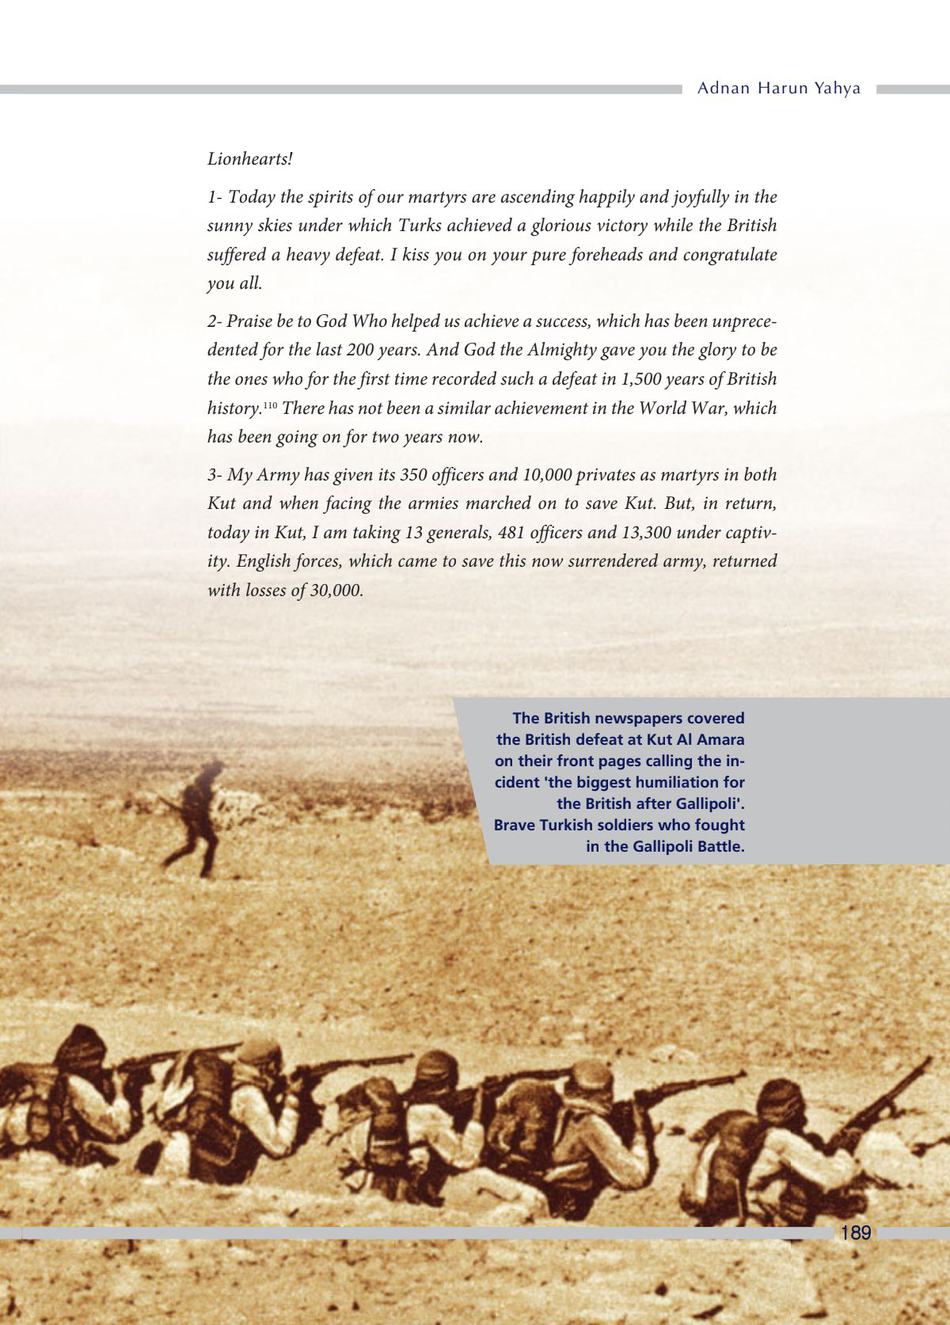 Adnan Harun Yahya
Lionhearts!
1- Today the spirits of our martyrs are ascending happily and joyfully in the
sunny skies under which Turks achieved a glorious victory while the British
suffered a heavy defeat. I kiss you on your pure foreheads and congratulate
you all.
2- Praise be to God Who helped us achieve a success, which has been unprece-
dented for the last 200 years. And God the Almighty gave you the glory to be
the ones who for the first time recorded such a defeat in 1,500 years of British
history.110 There has not been a similar achievement in the World War, which
has been going on for two years now.
3- My Army has given its 350 officers and 10,000 privates as martyrs in both
Kut and when facing the armies marched on to save Kut. But, in return,
today in Kut, I am taking 13 generals, 481 officers and 13,300 under captiv-
ity. English forces, which came to save this now surrendered army, returned
with losses of 30,000.
The British newspapers covered
the British defeat at Kut Al Amara
on their front pages calling the in-
cident 'the biggest humiliation for
the British after Gallipoli'.
Brave Turkish soldiers who fought
in the Gallipoli Battle.
189